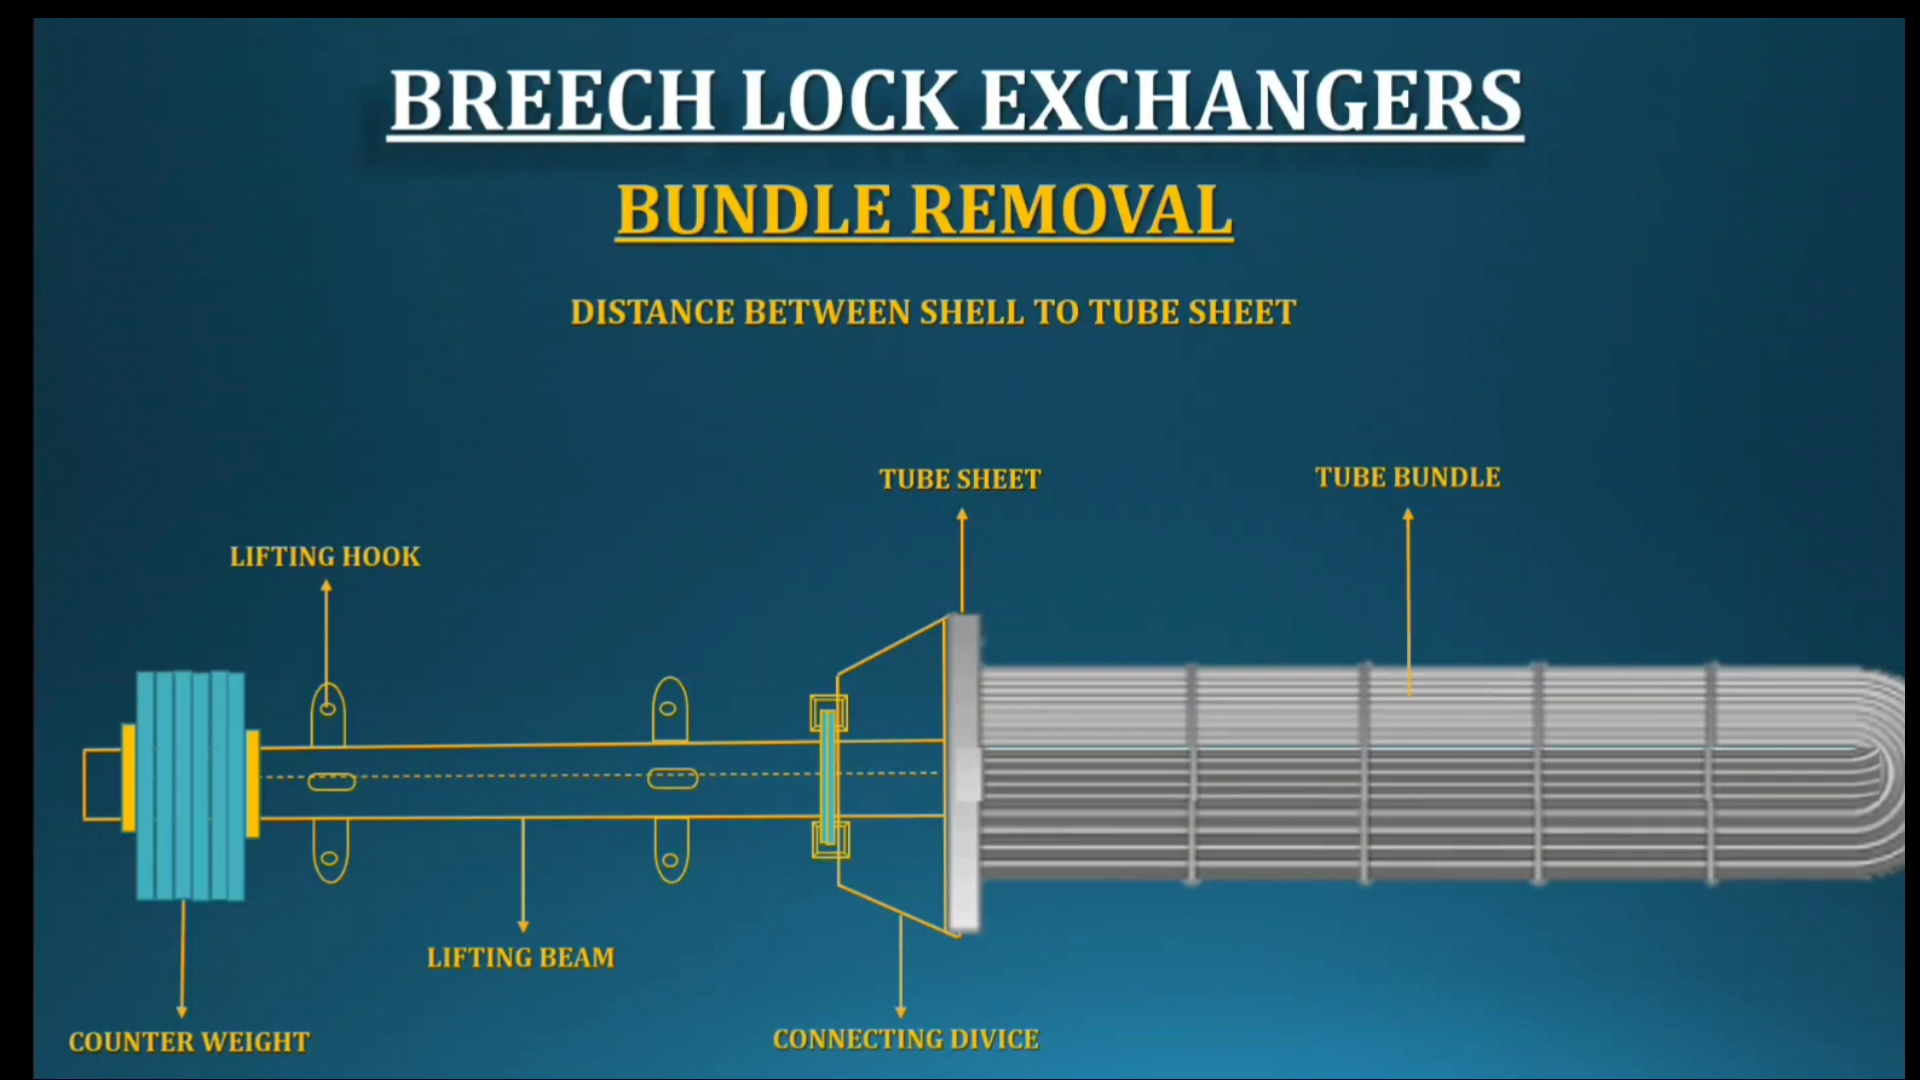 BREECH LOCK EXCHANGERS
BUNDLE REMOVAL
DISTANCE BETWEEN SHELL TO TUBE SHEET
TUBE SHEET
TUBE BUNDLE
LIFTING HOOK
LIFTING BEAM
COUNTER WEIGHT
CONNECTING DIVICE